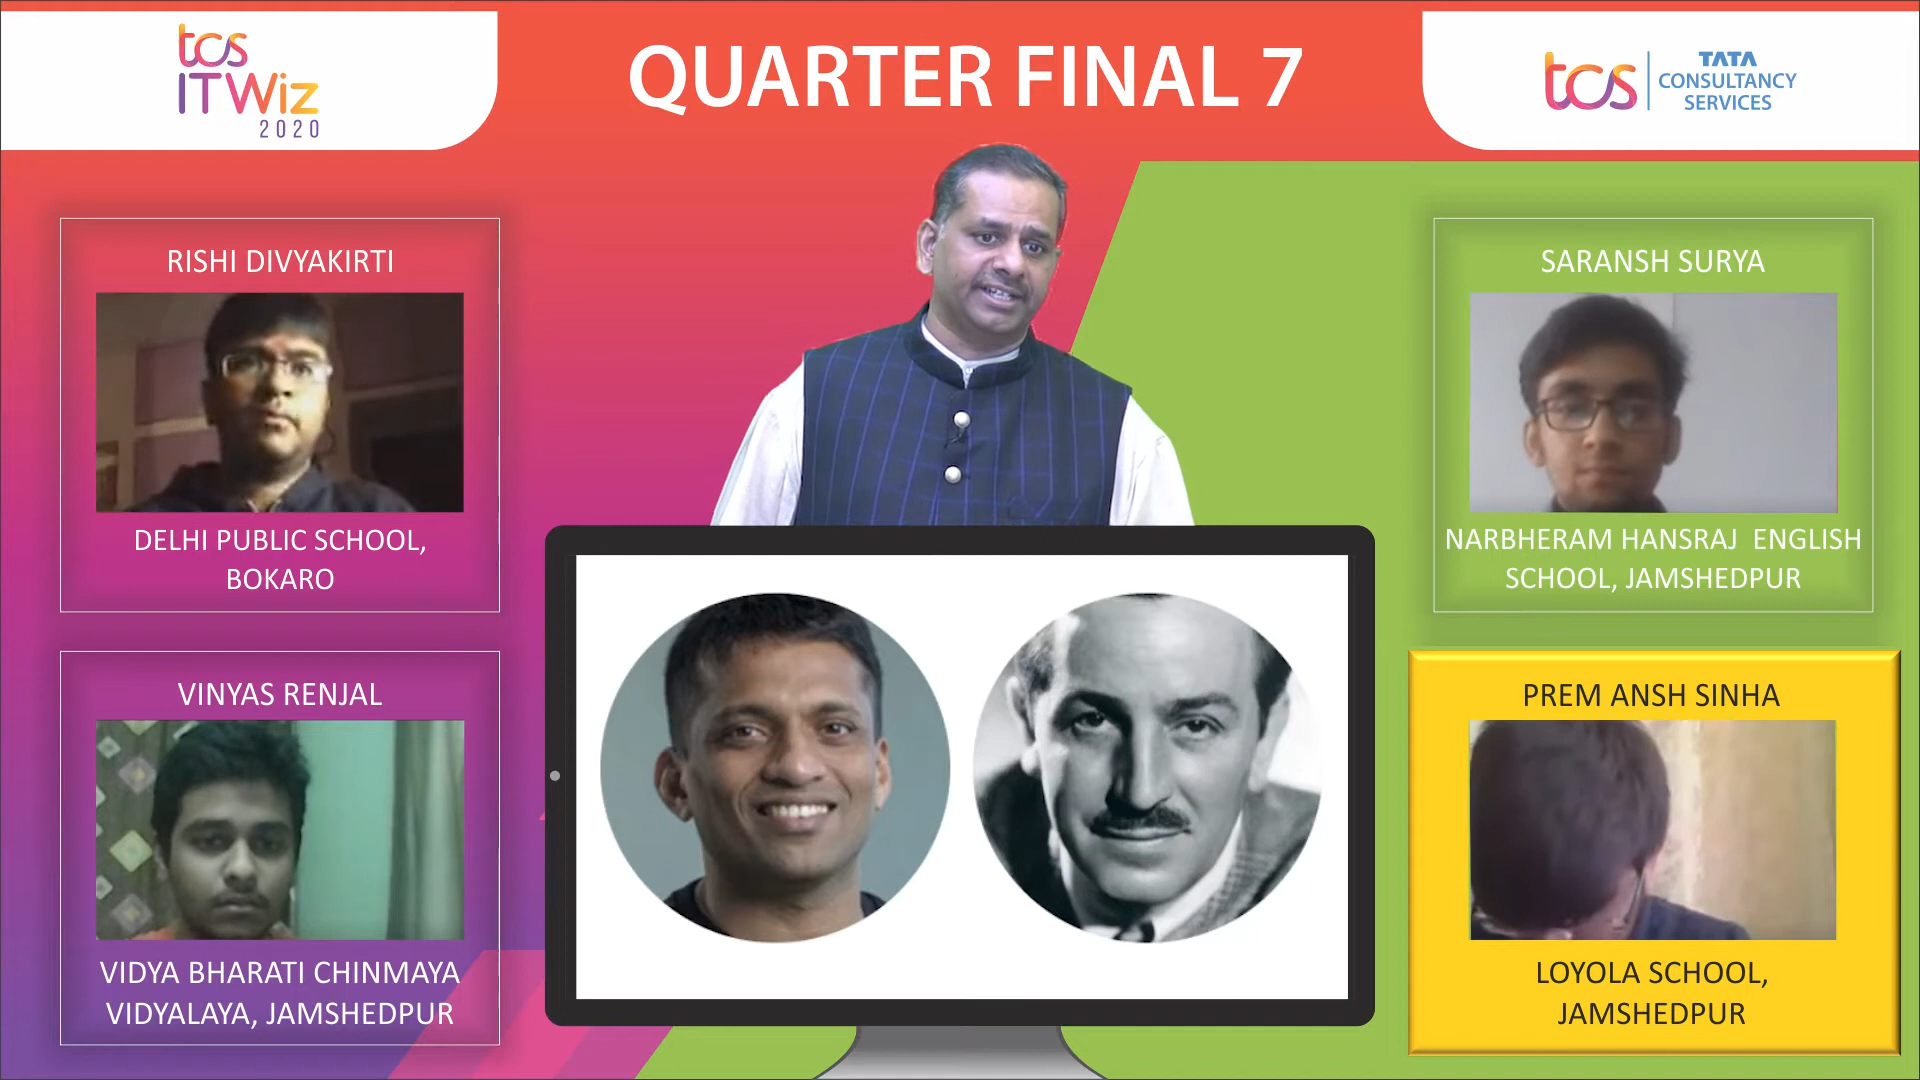 tcs
ITWiz
2020
QUARTER FINAL 7
tcs
TATA
CONSULTANCY
SERVICES
RISHI DIVYAKIRTI
DELHI PUBLIC SCHOOL,
BOKARO
SARANSH SURYA
NARBHERAM HANSRAJ ENGLISH
SCHOOL, JAMSHEDPUR
VINYAS RENJAL
VIDYA BHARATI CHINMAYA
VIDYALAYA, JAMSHEDPUR
PREM ANSH SINHA
LOYOLA SCHOOL,
JAMSHEDPUR